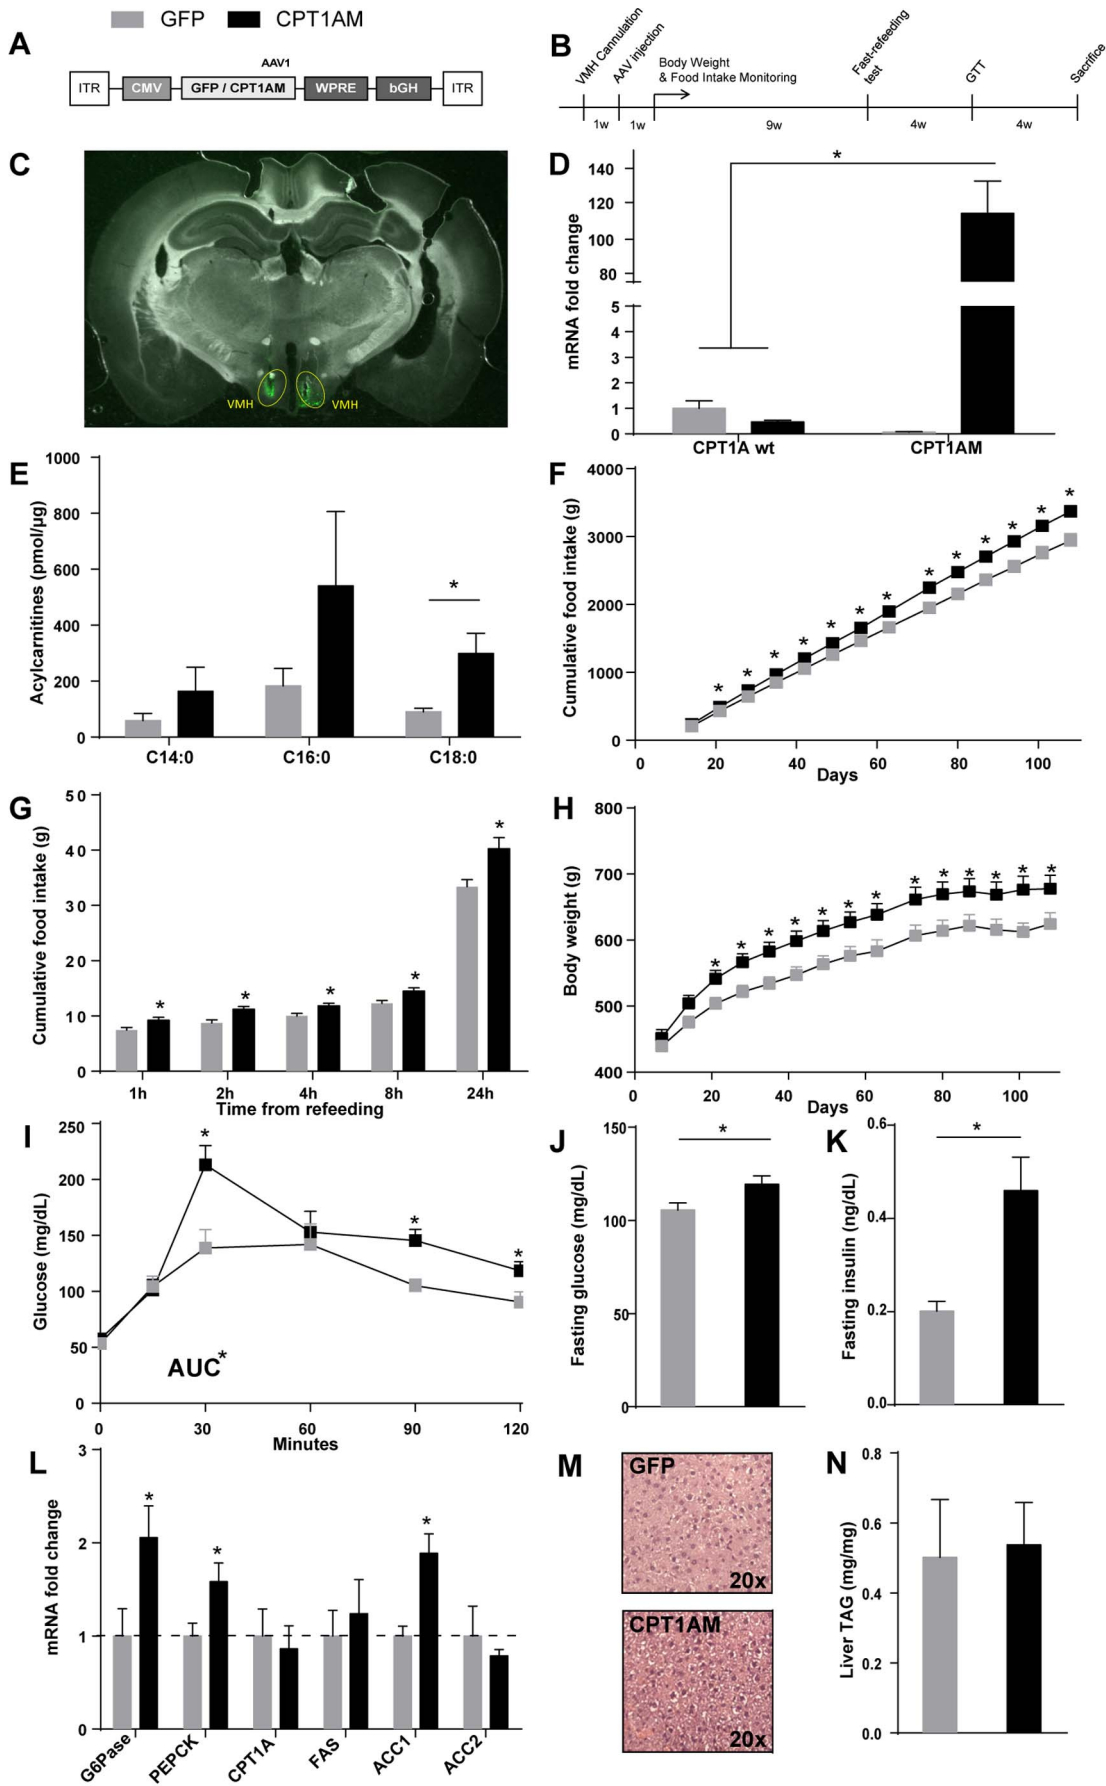 GFP CPT1AM
A
AAV1
ITR CMV GFP / CPT1AM WPRE bGH ITR
B
VMH Cannulation
AAV injection
Body Weight
& Food Intake Monitoring
Fast-refeeding
test
GTT
Sacrifice
1w 1w 9w 4w 4w
C
VMH VMH
D
mRNA fold change
140
120
100
80
5
4
3
2
1
0
*
CPT1A wt CPT1AM
E
Acylcarnitines (pmol/µg)
1000
800
600
400
200
0
*
C14:0 C16:0 C18:0
F
Cumulative food intake (g)
4000
3000
2000
1000
0
* * * * * * * * * * * * *
0 20 40 60 80 100
Days
G
Cumulative food intake (g)
50
40
30
20
10
0
* * * * *
1h 2h 4h 8h 24h
Time from refeeding
H
Body weight (g)
800
700
600
500
400
* * * * * * * * * * * * *
0 20 40 60 80 100
Days
I
Glucose (mg/dL)
250
200
150
100
50
0
* * *
AUC*
0 30 60 90 120
Minutes
J
Fasting glucose (mg/dL)
150
100
50
0
*
K
Fasting insulin (ng/dL)
0.6
0.4
0.2
0.0
*
L
mRNA fold change
3
2
1
0
* * *
G6Pase PEPCK CPT1A FAS ACC1 ACC2
M
GFP
20x
CPT1AM
20x
N
Liver TAG (mg/mg)
0.8
0.6
0.4
0.2
0.0